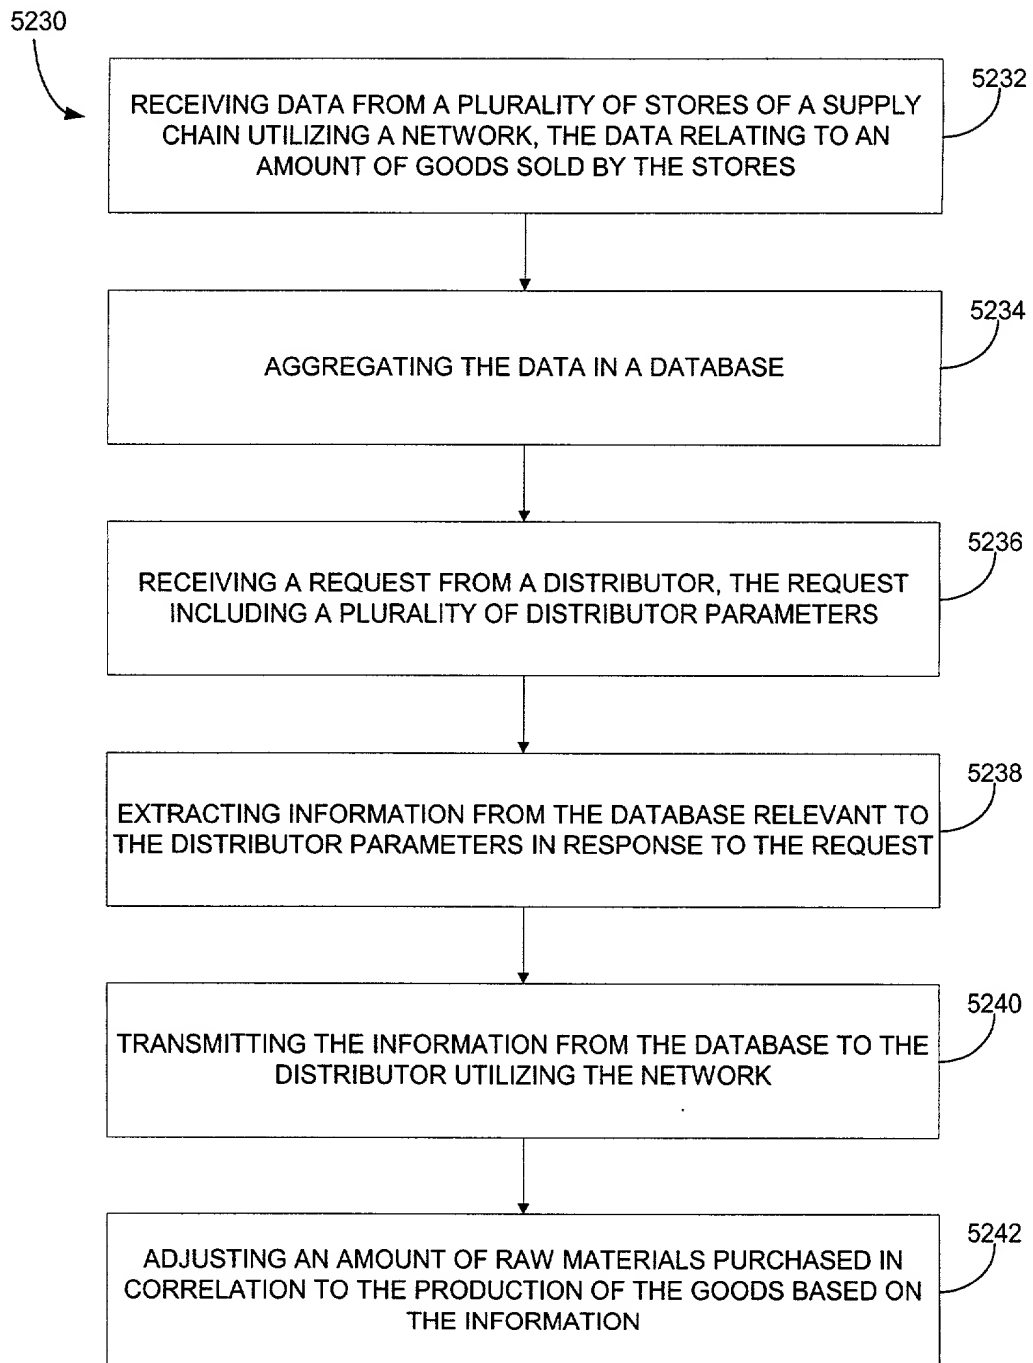 5230
5232
RECEIVING DATA FROM A PLURALITY OF STORES OF A SUPPLY
CHAIN UTILIZING A NETWORK, THE DATA RELATING TO AN
AMOUNT OF GOODS SOLD BY THE STORES
5234
AGGREGATING THE DATA IN A DATABASE
5236
RECEIVING A REQUEST FROM A DISTRIBUTOR, THE REQUEST
INCLUDING A PLURALITY OF DISTRIBUTOR PARAMETERS
5238
EXTRACTING INFORMATION FROM THE DATABASE RELEVANT TO
THE DISTRIBUTOR PARAMETERS IN RESPONSE TO THE REQUEST
5240
TRANSMITTING THE INFORMATION FROM THE DATABASE TO THE
DISTRIBUTOR UTILIZING THE NETWORK
5242
ADJUSTING AN AMOUNT OF RAW MATERIALS PURCHASED IN
CORRELATION TO THE PRODUCTION OF THE GOODS BASED ON
THE INFORMATION